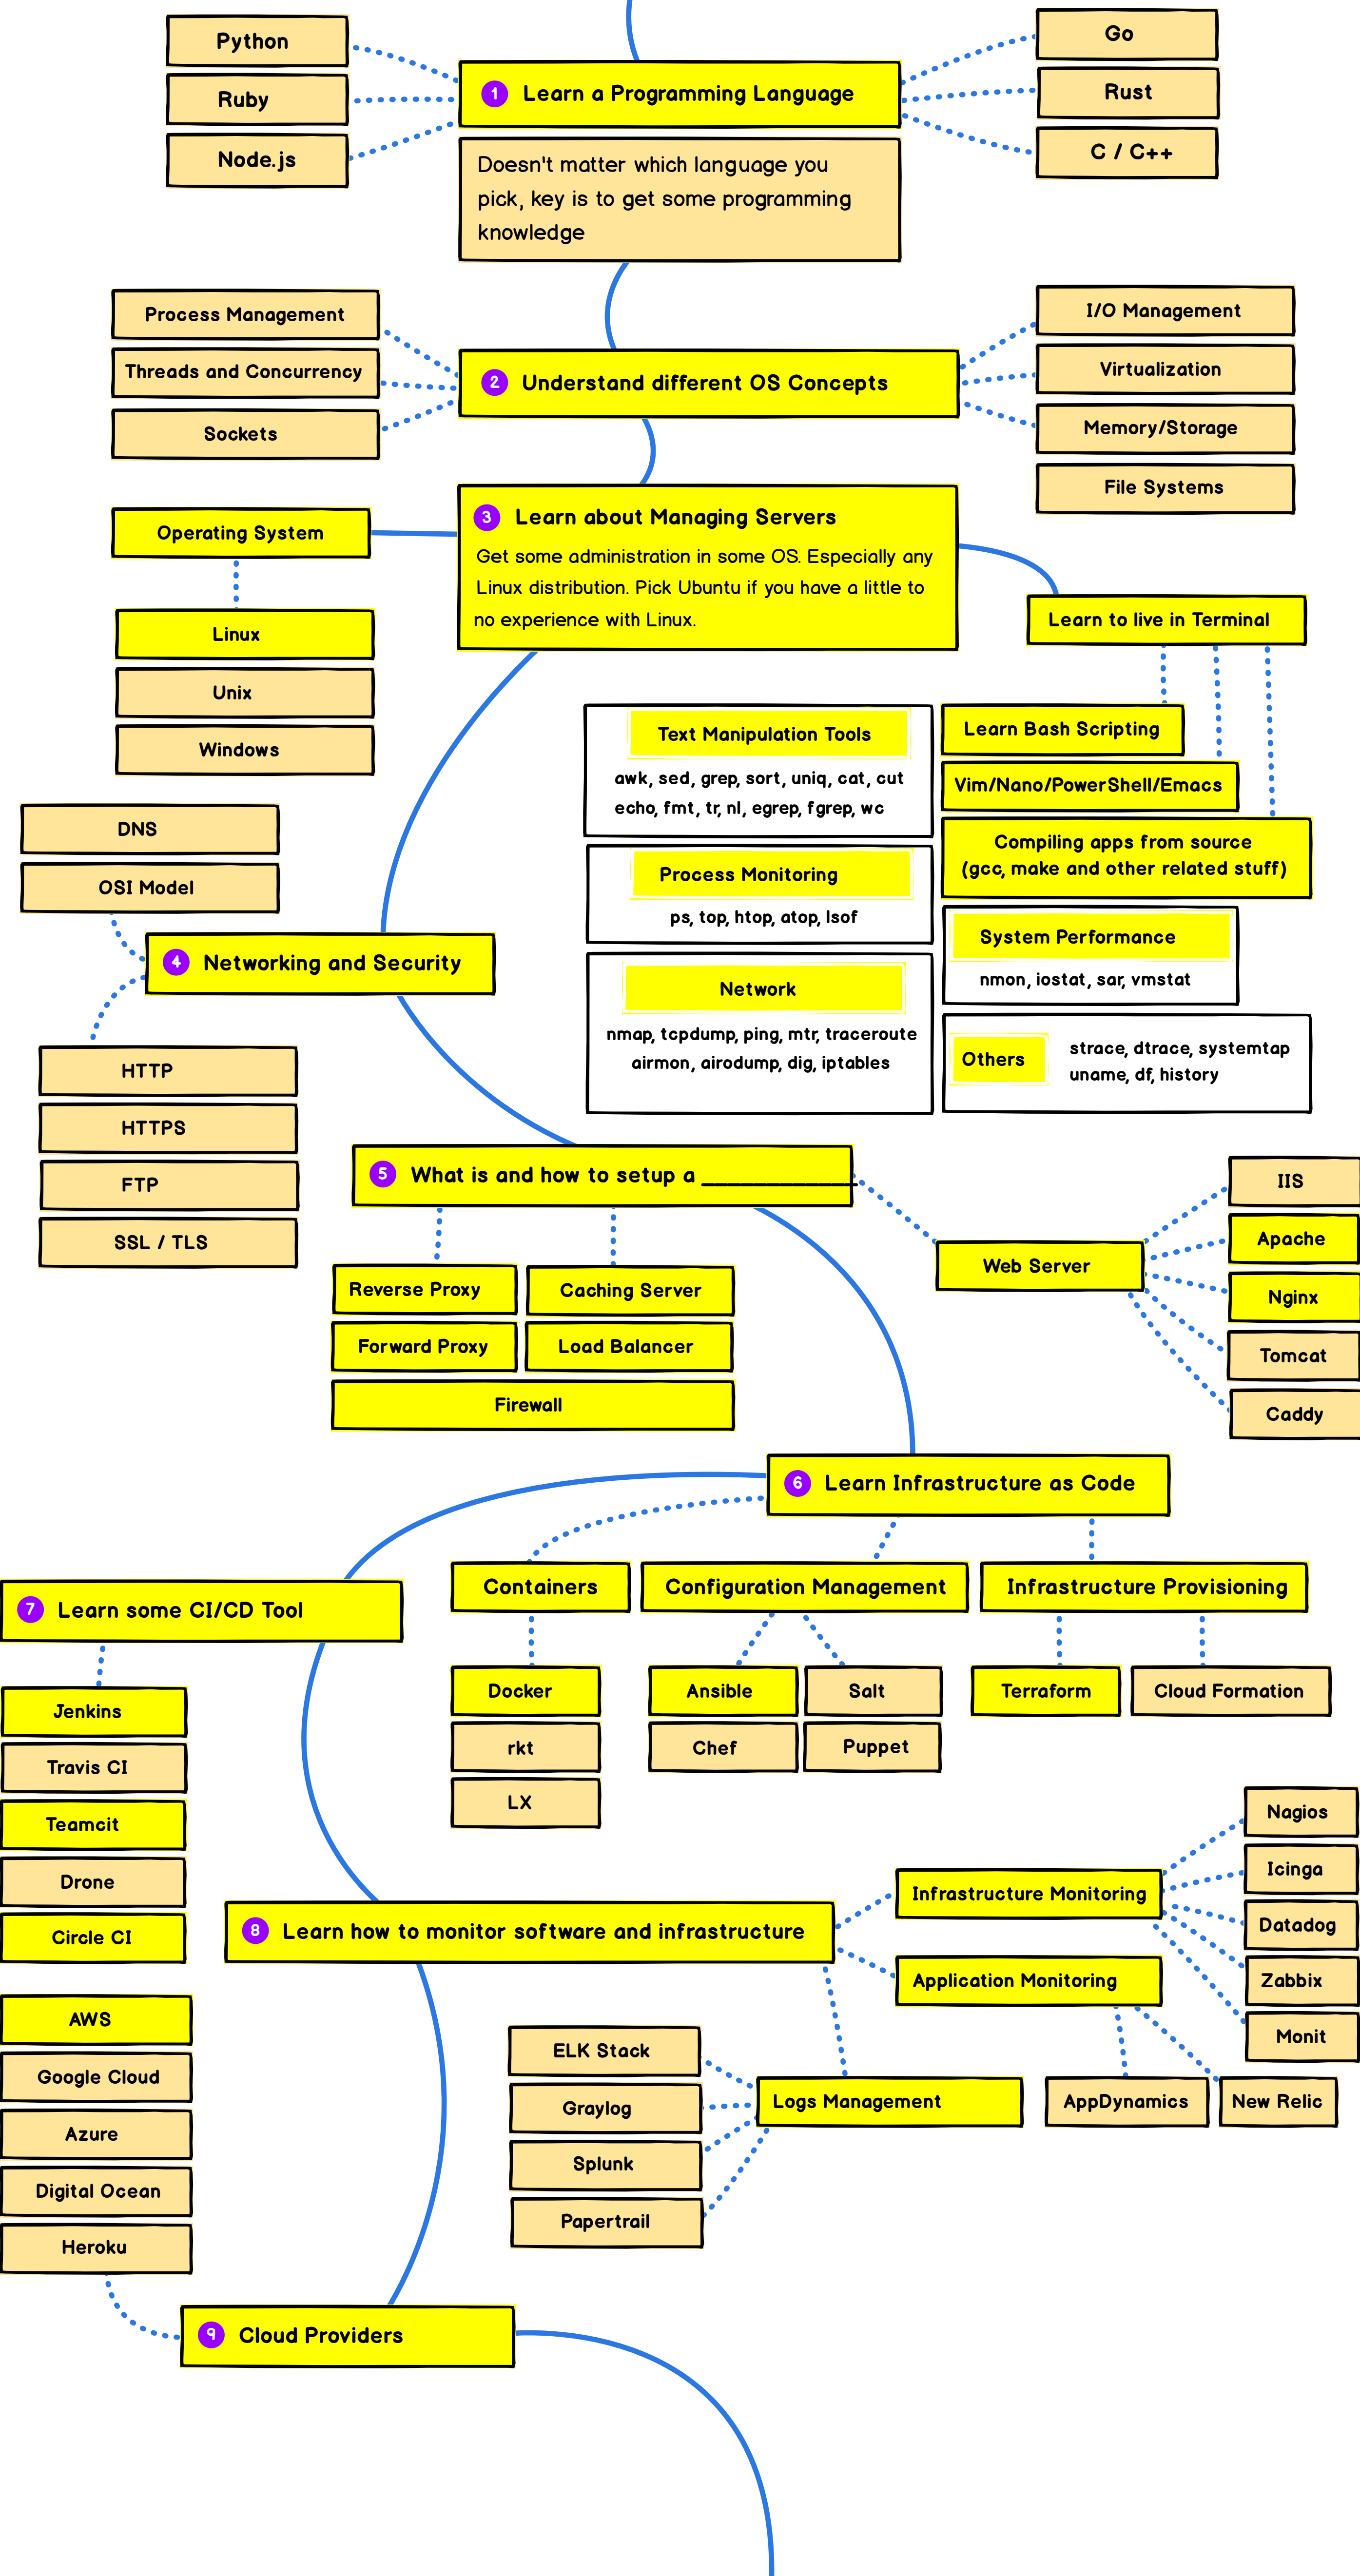 Python
Ruby
Node.js
1 Learn a Programming Language
Doesn't matter which language you
pick, key is to get some programming
knowledge
Go
Rust
C / C++
Process Management
Threads and Concurrency
Sockets
2 Understand different OS Concepts
I/O Management
Virtualization
Memory/Storage
File Systems
Operating System
Linux
Unix
Windows
3 Learn about Managing Servers
Get some administration in some OS. Especially any
Linux distribution. Pick Ubuntu if you have a little to
no experience with Linux.
Learn to live in Terminal
Text Manipulation Tools
awk, sed, grep, sort, uniq, cat, cut
echo, fmt, tr, nl, egrep, fgrep, wc
Process Monitoring
ps, top, htop, atop, lsof
Network
nmap, tcpdump, ping, mtr, traceroute
airmon, airodump, dig, iptables
Learn Bash Scripting
Vim/Nano/PowerShell/Emacs
Compiling apps from source
(gcc, make and other related stuff)
System Performance
nmon, iostat, sar, vmstat
Others
strace, dtrace, systemtap
uname, df, history
DNS
OSI Model
4 Networking and Security
HTTP
HTTPS
FTP
SSL / TLS
5 What is and how to setup a ____________
Reverse Proxy
Caching Server
Forward Proxy
Load Balancer
Firewall
Web Server
IIS
Apache
Nginx
Tomcat
Caddy
6 Learn Infrastructure as Code
Containers
Docker
rkt
LX
Configuration Management
Ansible
Salt
Chef
Puppet
Infrastructure Provisioning
Terraform
Cloud Formation
7 Learn some CI/CD Tool
Jenkins
Travis CI
Teamcit
Drone
Circle CI
8 Learn how to monitor software and infrastructure
Infrastructure Monitoring
Nagios
Icinga
Datadog
Zabbix
Monit
Application Monitoring
AppDynamics
New Relic
Logs Management
ELK Stack
Graylog
Splunk
Papertrail
AWS
Google Cloud
Azure
Digital Ocean
Heroku
9 Cloud Providers